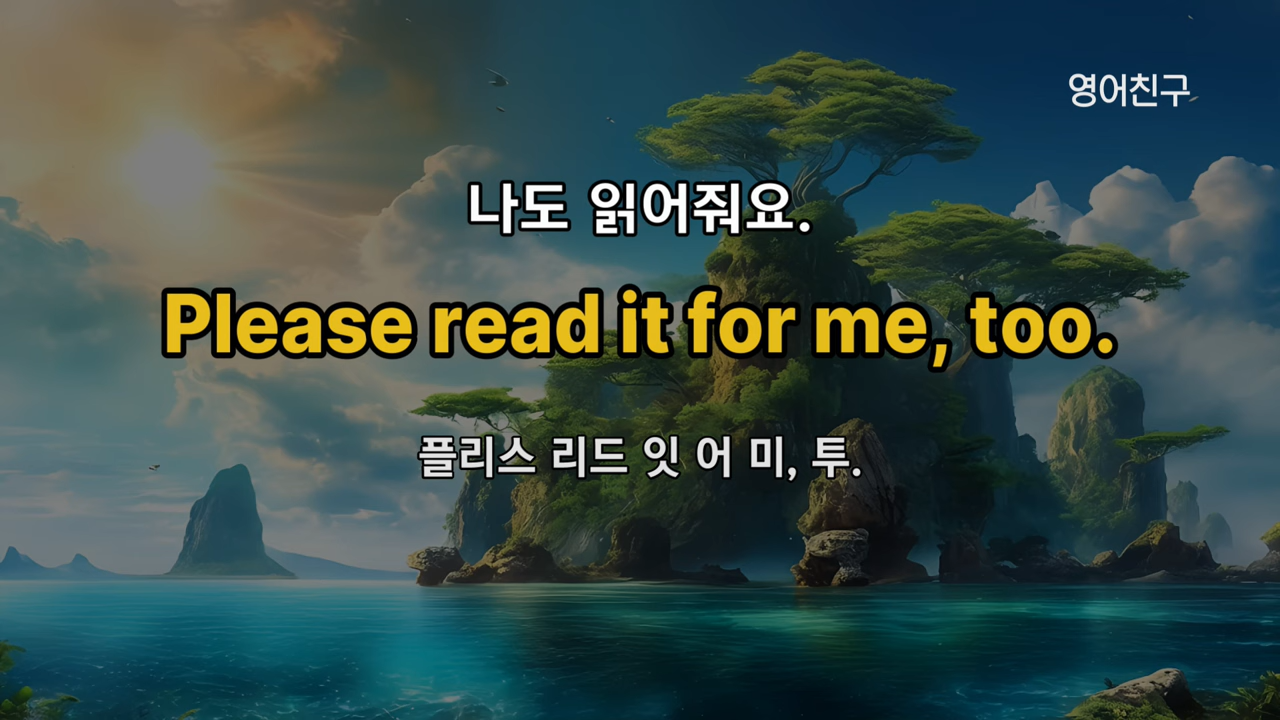 영어친구
나도 읽어줘요.
Please read it for me, too.
플리스 리드 잇 어 미, 투.